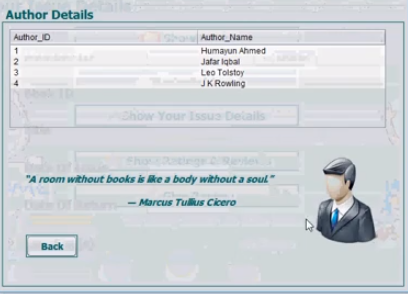 Author Details
Author_ID Author_Name
1 Humayun Ahmed
2 Jafar Iqbal
3 Leo Tolstoy
4 J K Rowling
Show Your Issue Details
"A room without books is like a body without a soul."
— Marcus Tullius Cicero
Back